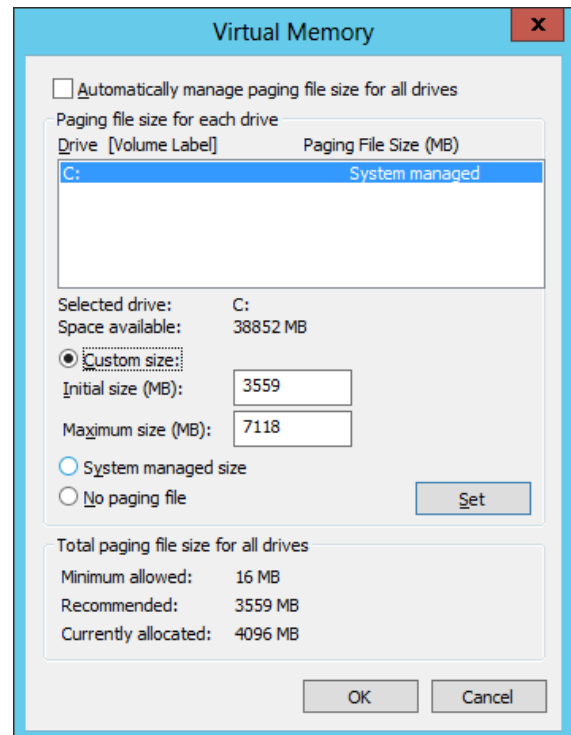 Virtual Memory
x
Automatically manage paging file size for all drives
Paging file size for each drive
Drive [Volume Label] Paging File Size (MB)
C: System managed
Selected drive: C:
Space available: 38852 MB
Custom size:
Initial size (MB): 3559
Maximum size (MB): 7118
System managed size
No paging file Set
Total paging file size for all drives
Minimum allowed: 16 MB
Recommended: 3559 MB
Currently allocated: 4096 MB
OK Cancel